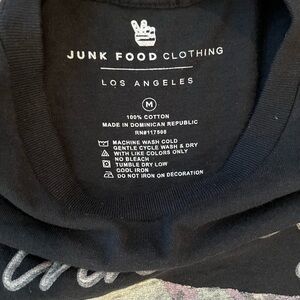 JUNK FOOD CLOTHING
LOS ANGELES
M
100% COTTON
MADE IN DOMINICAN REPUBLIC
RN#117500
MACHINE WASH COLD
GENTLE CYCLE WASH & DRY
WITH LIKE COLORS ONLY
NO BLEACH
TUMBLE DRY LOW
COOL IRON
DO NOT IRON ON DECORATION